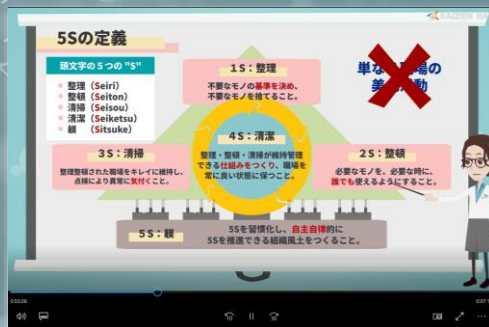 KAIZEN BA
5Sの定義
頭文字の5つの"S"
整理（Seiri）
整頓（Seiton）
清掃（Seisou）
清潔（Seiketsu）
躾（Sitsuke）
1S：整理
不要なモノの基準を決め、
不要なモノを捨てること。
単な
場の
美
動
4S：清潔
整理・整頓・清掃が維持管理
できる仕組みをつくり、職場を
常に良い状態に保つこと。
3S：清掃
整理整頓された職場をキレイに維持し、
点検により異常に気付くこと。
2S：整頓
必要なモノを、必要な時に、
誰でも使えるようにすること。
5S：躾
5Sを習慣化し、自主自律的に
5Sを推進できる組織風土をつくること。
0:03:06
10
30